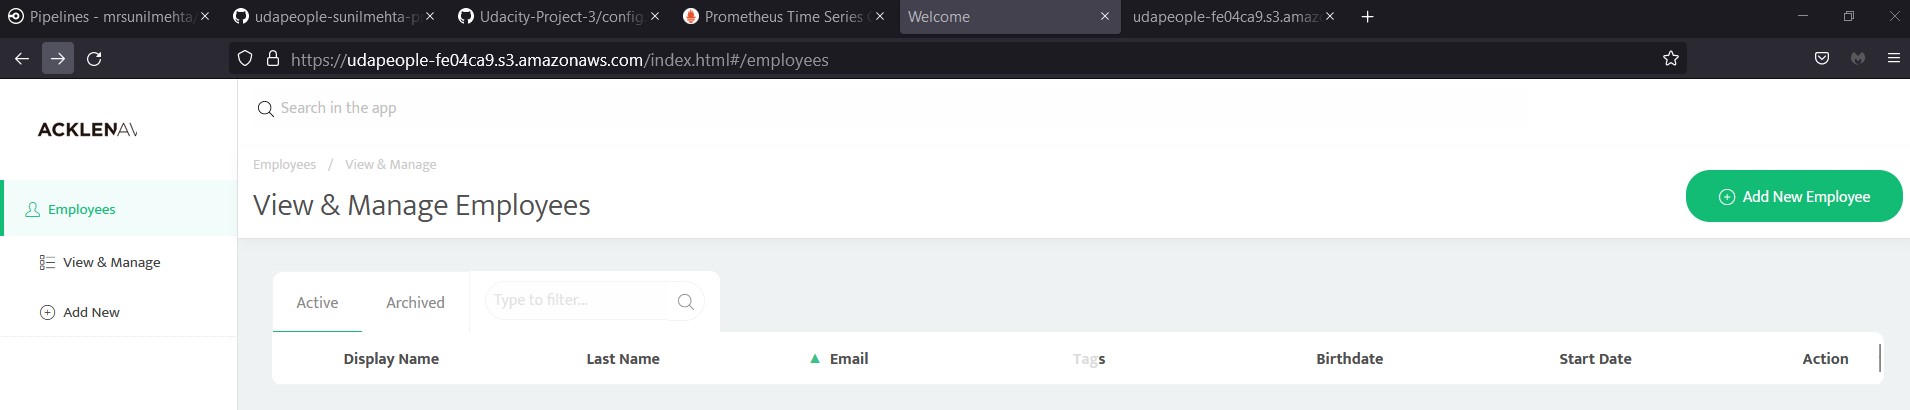 Pipelines - mrsunilmehta/
udapeople-sunilmehta-p
Udacity-Project-3/config
Prometheus Time Series C
Welcome
udapeople-fe04ca9.s3.amaz
https://udapeople-fe04ca9.s3.amazonaws.com/index.html#/employees
Search in the app
ACKLENAV
Employees / View & Manage
View & Manage Employees
Add New Employee
Employees
View & Manage
Add New
Active Archived Type to filter...
Display Name Last Name Email Tags Birthdate Start Date Action